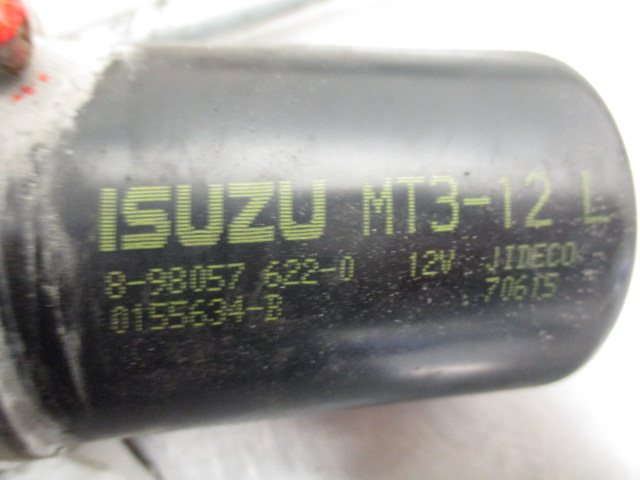 ISUZU MT3-12 L
8-98057 622-0 12V JIDECO
0155634-B 70615